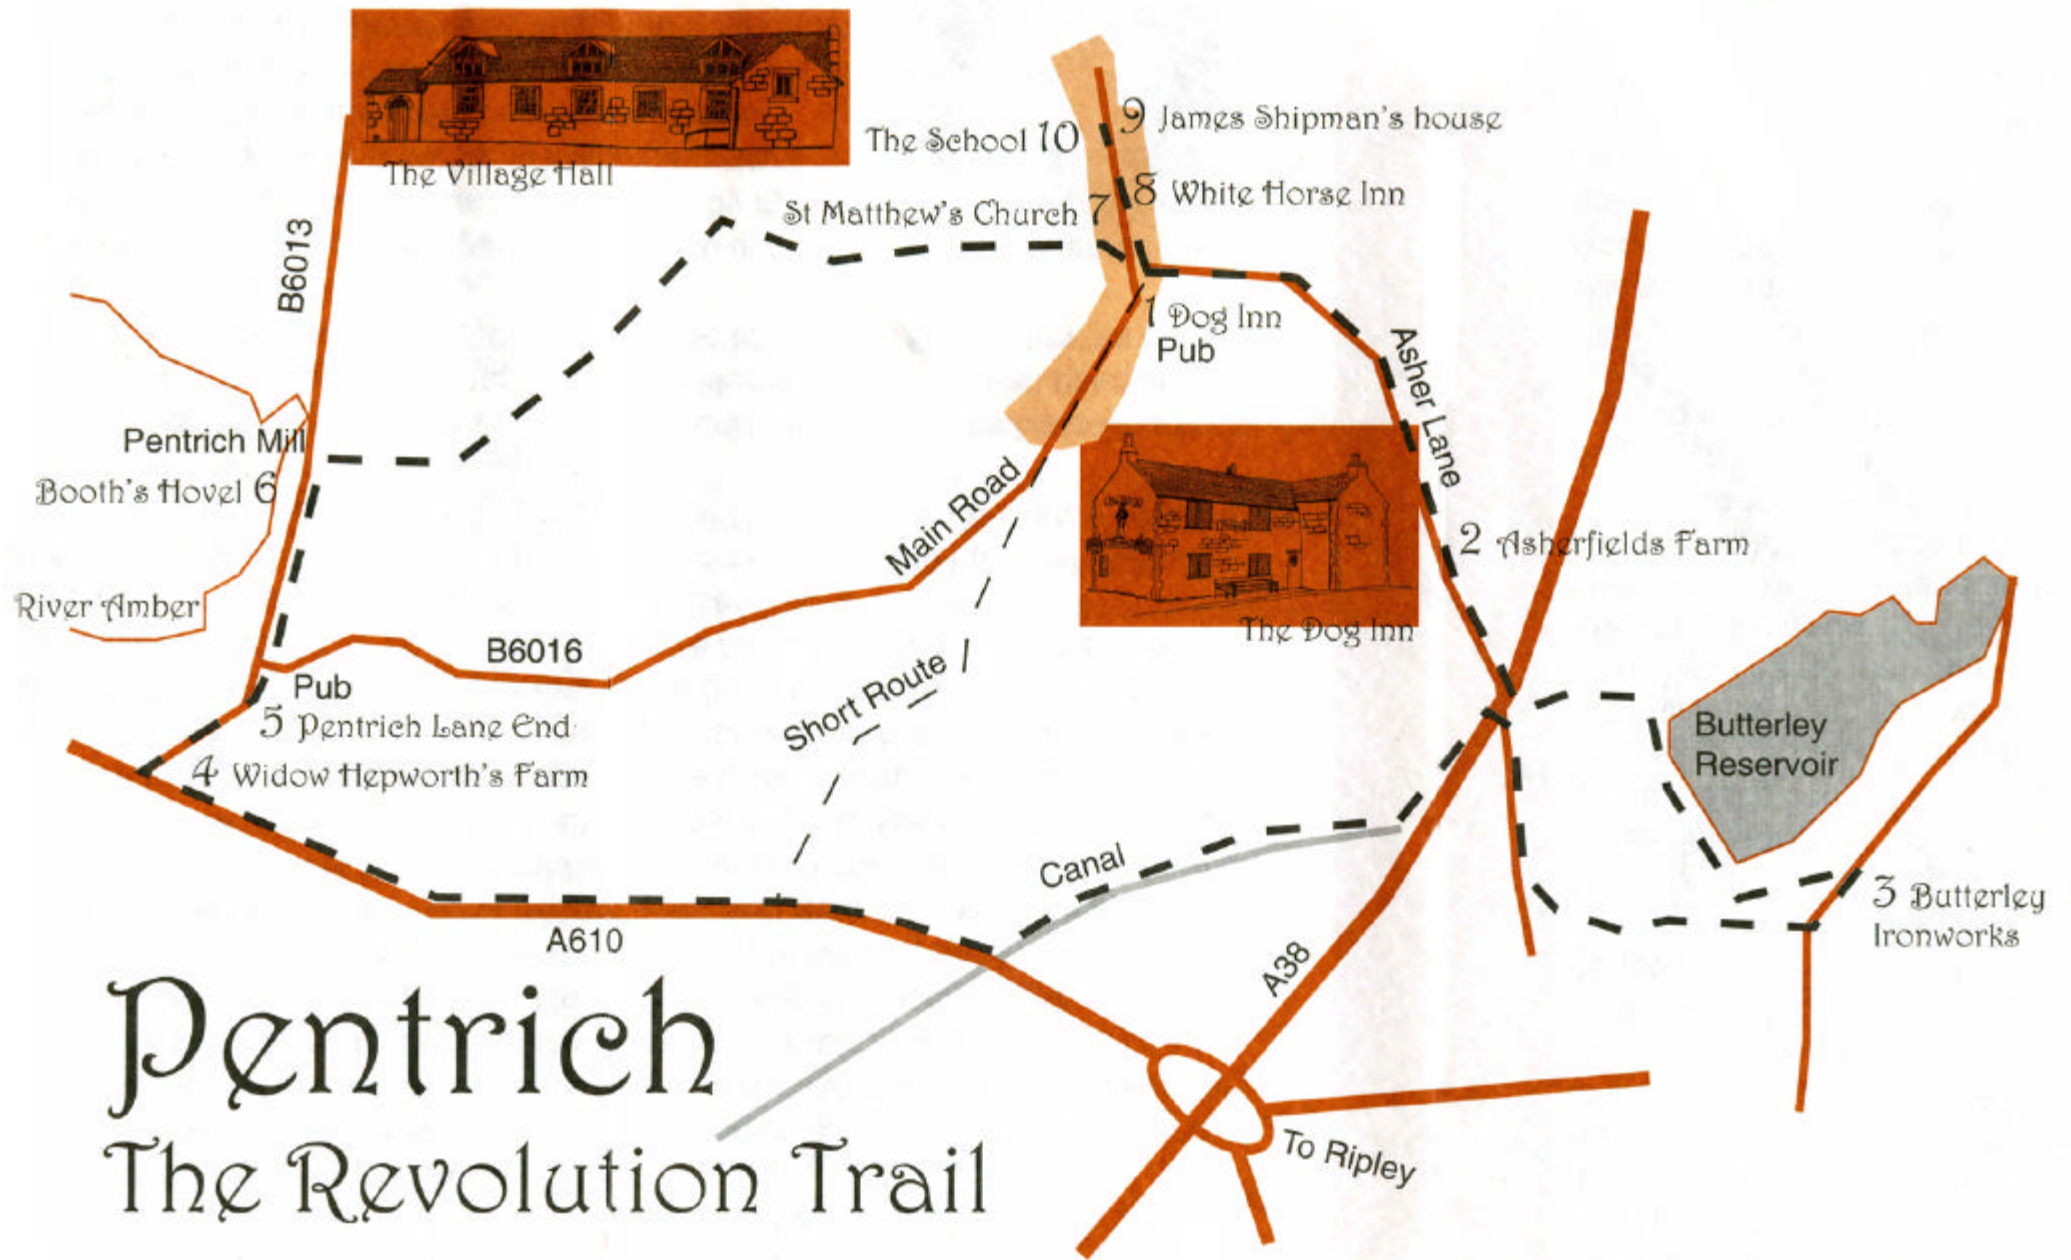 The Village Hall
The School 10
9 James Shipman's house
8 White Horse Inn
St Matthew's Church 7
B6013
1 Dog Inn
Pub
Asher Lane
Pentrich Mill
Booth's Hovel 6
Main Road
2 Asherfields Farm
River Amber
The Dog Inn
B6016
Short Route
Pub
5 Pentrich Lane End
4 Widow Hepworth's Farm
Butterley
Reservoir
Canal
3 Butterley
Ironworks
A610
A38
Pentrich
The Revolution Trail
To Ripley